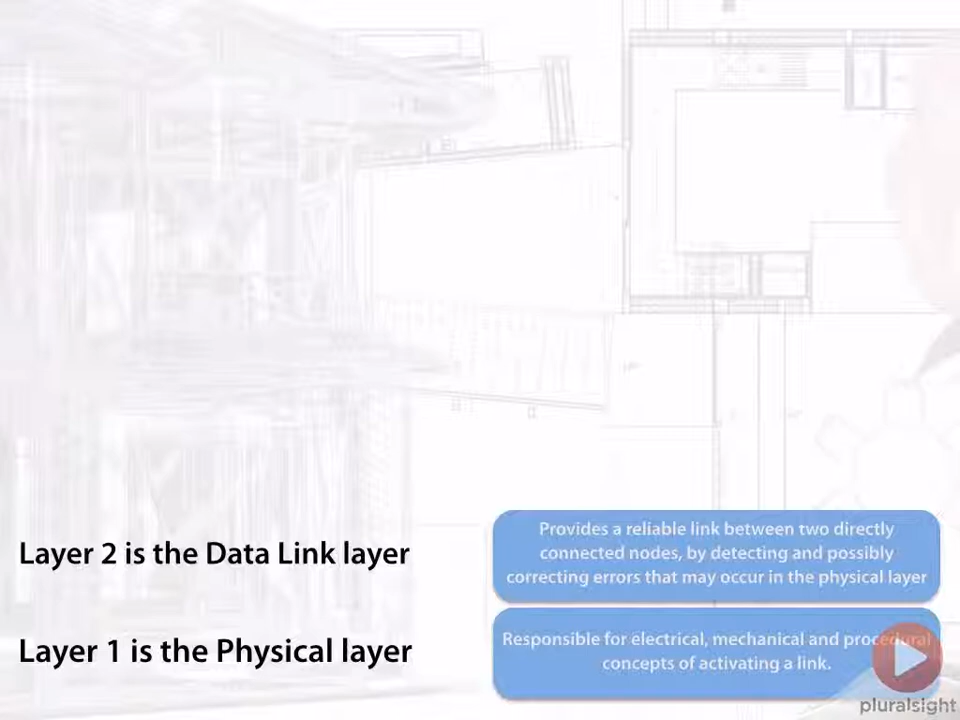 Layer 2 is the Data Link layer
Provides a reliable link between two directly
connected nodes, by detecting and possibly
correcting errors that may occur in the physical layer
Layer 1 is the Physical layer
Responsible for electrical, mechanical and procedural
concepts of activating a link.
pluralsight